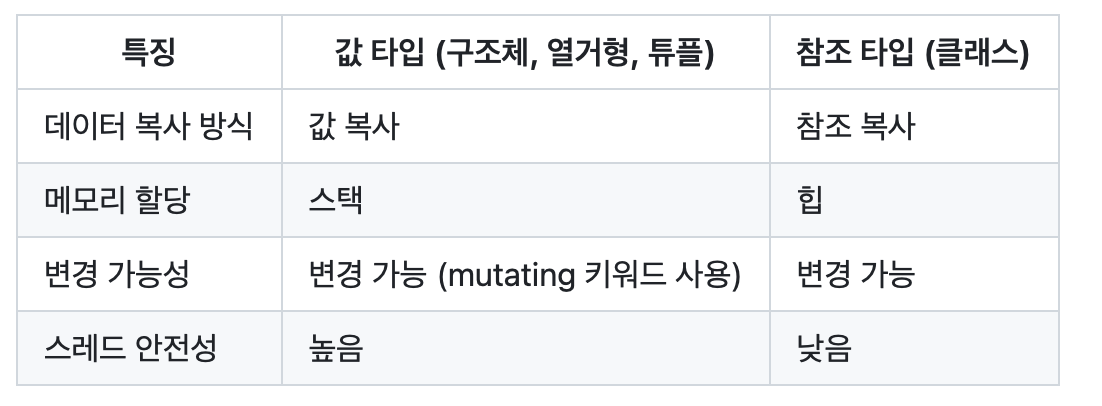 특징 값 타입 (구조체, 열거형, 튜플) 참조 타입 (클래스)
데이터 복사 방식 값 복사 참조 복사
메모리 할당 스택 힙
변경 가능성 변경 가능 (mutating 키워드 사용) 변경 가능
스레드 안전성 높음 낮음